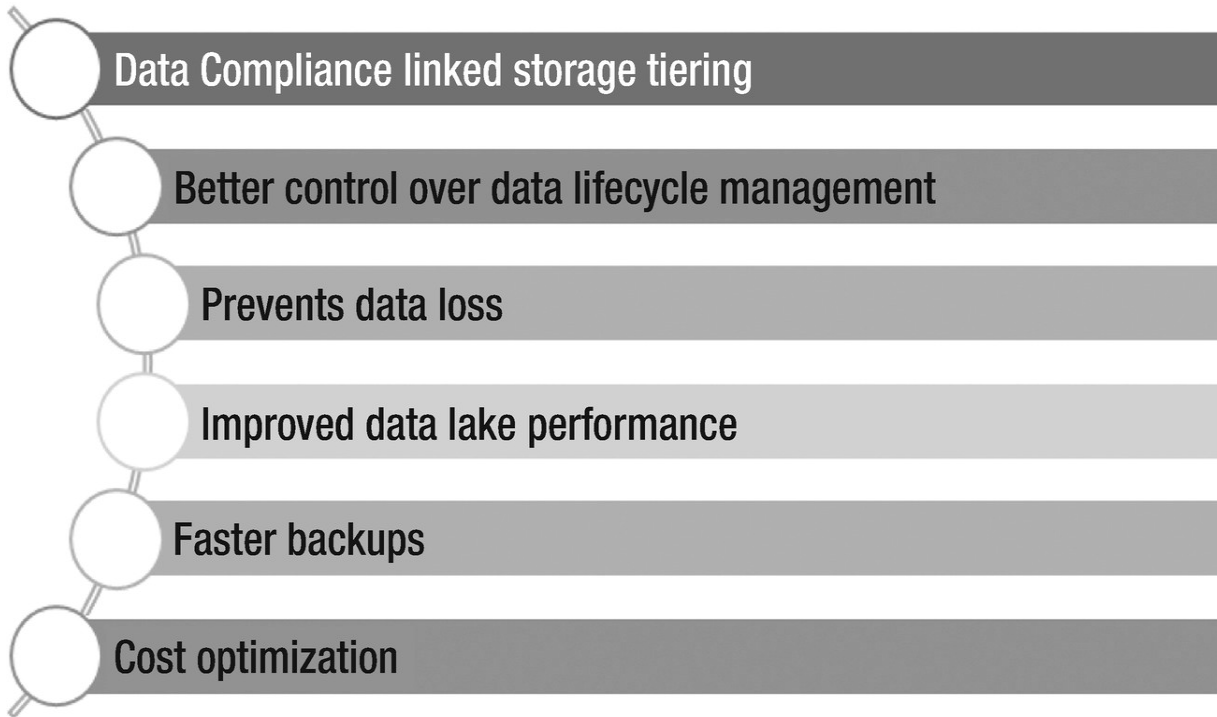 Data Compliance linked storage tiering
Better control over data lifecycle management
Prevents data loss
Improved data lake performance
Faster backups
Cost optimization